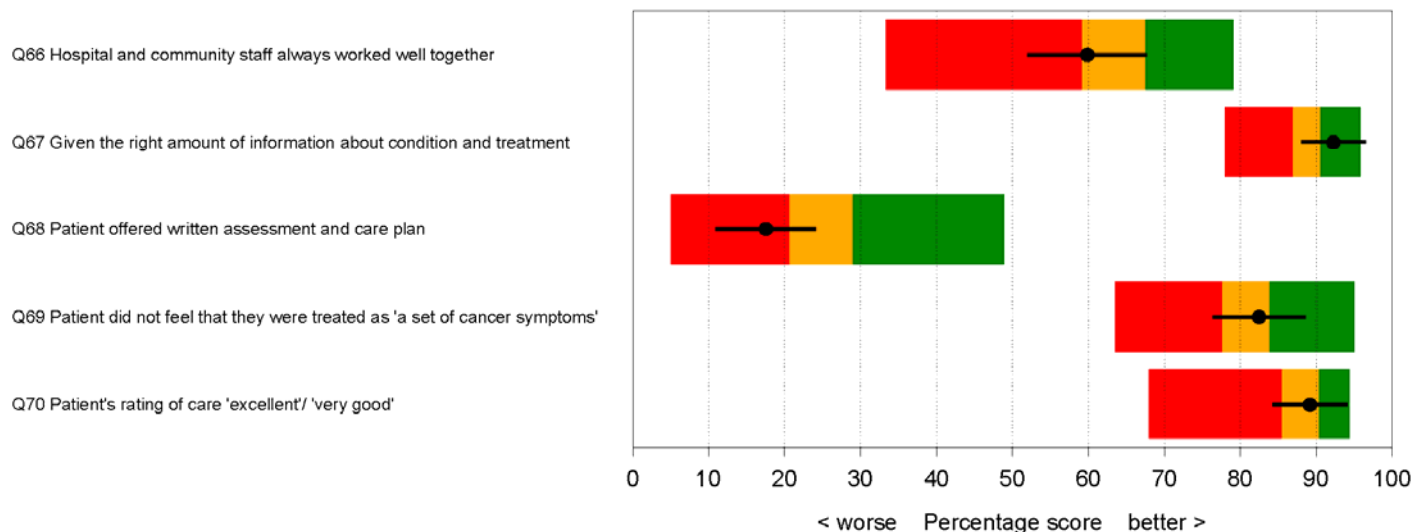 Q66 Hospital and community staff always worked well together
Q67 Given the right amount of information about condition and treatment
Q68 Patient offered written assessment and care plan
Q69 Patient did not feel that they were treated as 'a set of cancer symptoms'
Q70 Patient's rating of care 'excellent'/ 'very good'
0 10 20 30 40 50 60 70 80 90 100
< worse Percentage score better >